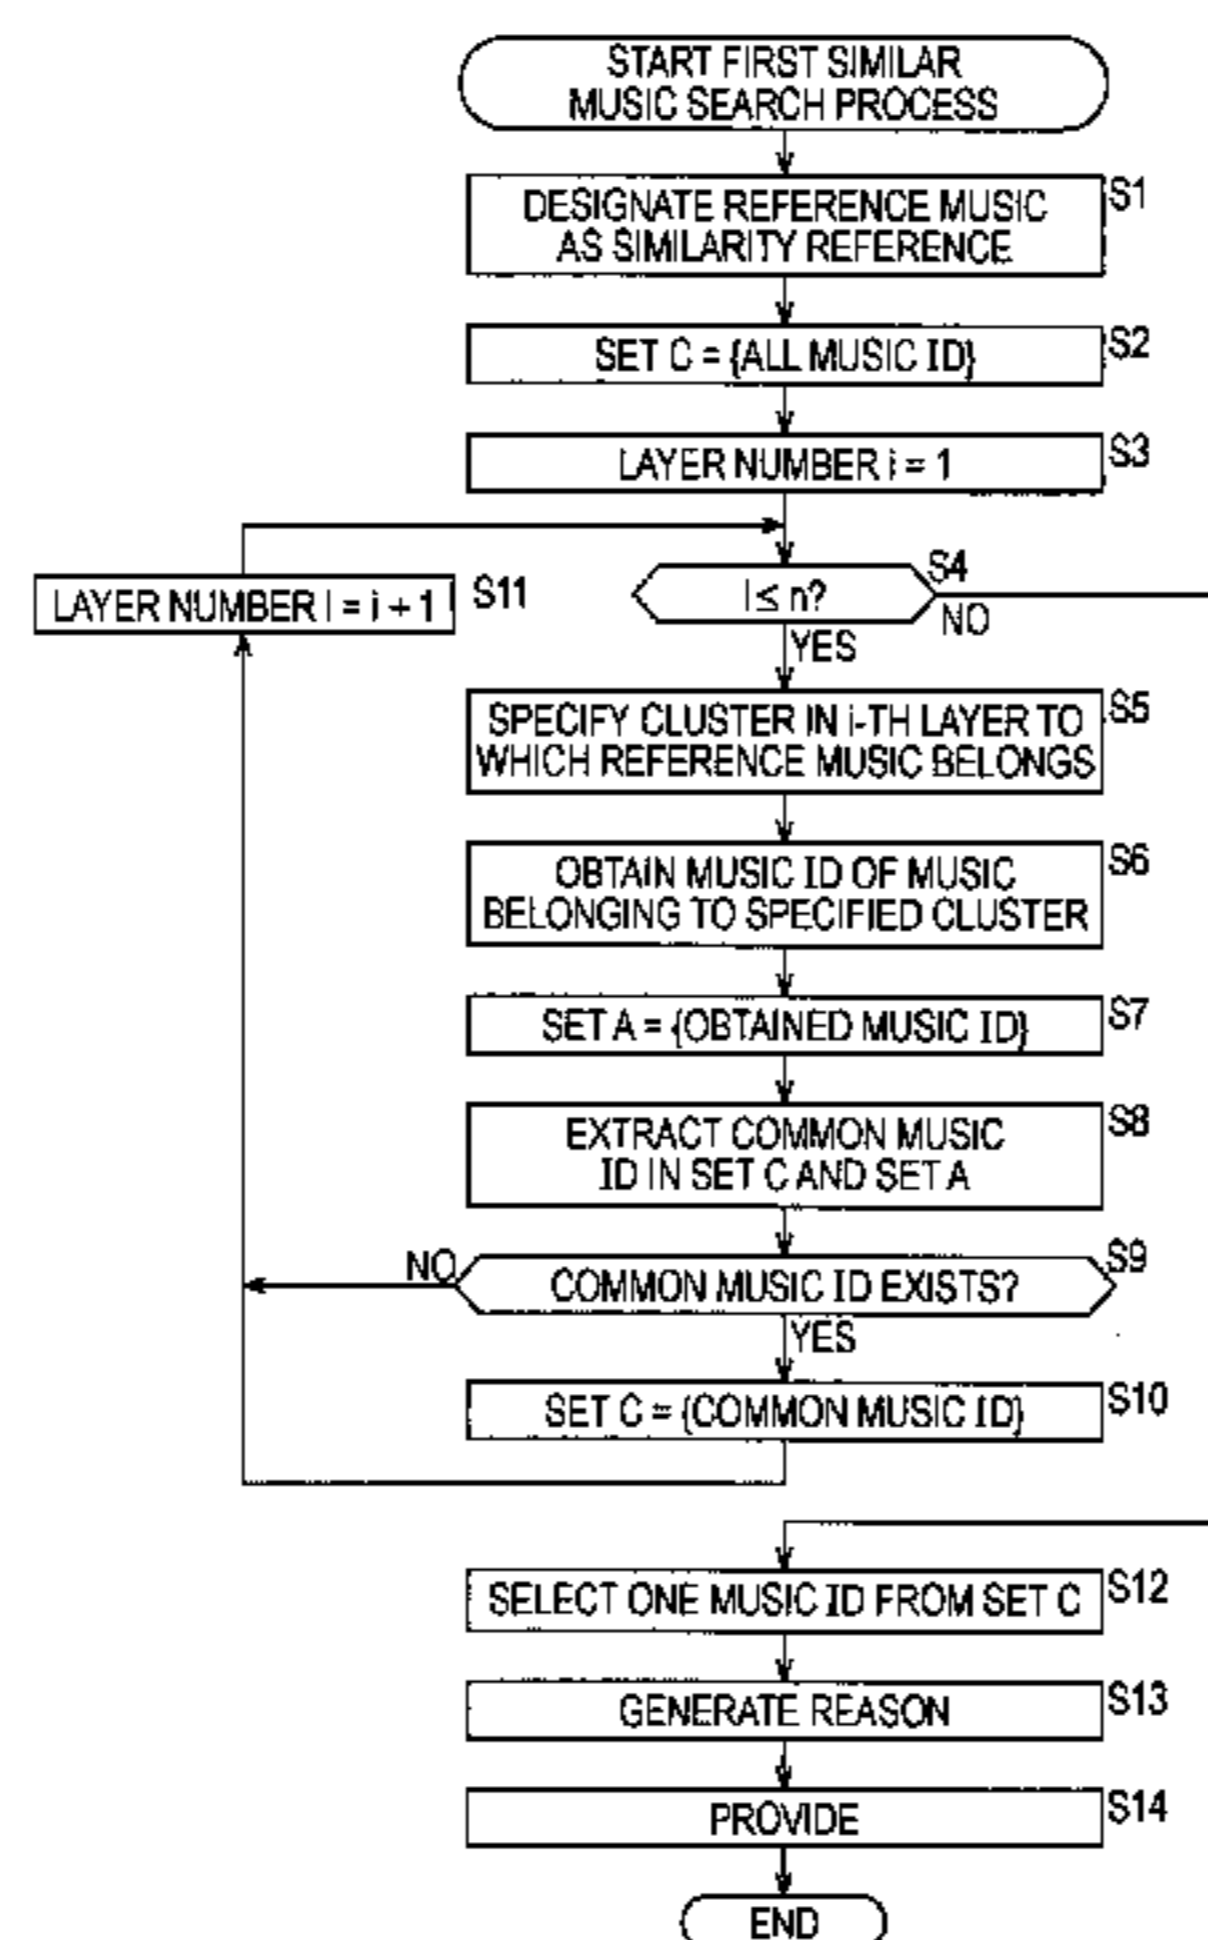 START FIRST SIMILAR
MUSIC SEARCH PROCESS
S1
DESIGNATE REFERENCE MUSIC
AS SIMILARITY REFERENCE
S2
SET C = {ALL MUSIC ID}
S3
LAYER NUMBER i = 1
S4
I ≤ n?
NO
YES
LAYER NUMBER I = i + 1
S11
S5
SPECIFY CLUSTER IN i-TH LAYER TO
WHICH REFERENCE MUSIC BELONGS
S6
OBTAIN MUSIC ID OF MUSIC
BELONGING TO SPECIFIED CLUSTER
S7
SET A = {OBTAINED MUSIC ID}
S8
EXTRACT COMMON MUSIC
ID IN SET C AND SET A
S9
NO
COMMON MUSIC ID EXISTS?
YES
S10
SET C = {COMMON MUSIC ID}
S12
SELECT ONE MUSIC ID FROM SET C
S13
GENERATE REASON
S14
PROVIDE
END